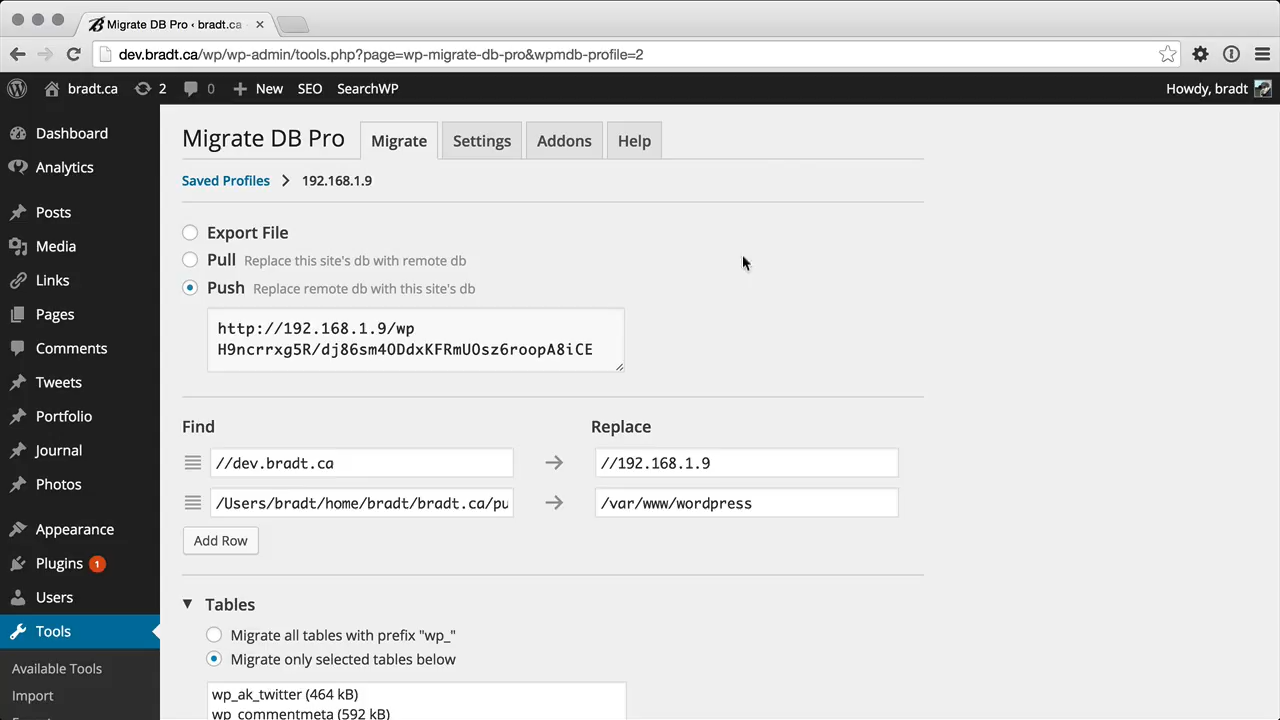 Migrate DB Pro ‹ bradt.ca
dev.bradt.ca/wp/wp-admin/tools.php?page=wp-migrate-db-pro&wpmdb-profile=2
bradt.ca 2 0 New SEO SearchWP Howdy, bradt
Dashboard
Analytics
Posts
Media
Links
Pages
Comments
Tweets
Portfolio
Journal
Photos
Appearance
Plugins 1
Users
Tools
Available Tools
Import
Migrate DB Pro Migrate Settings Addons Help
Saved Profiles 192.168.1.9
Export File
Pull Replace this site's db with remote db
Push Replace remote db with this site's db
http://192.168.1.9/wp
H9ncrrxg5R/dj86sm4ODdxKFRmUOsz6roopA8iCE
Find Replace
//dev.bradt.ca //192.168.1.9
/Users/bradt/home/bradt/bradt.ca/pu /var/www/wordpress
Add Row
Tables
Migrate all tables with prefix "wp_"
Migrate only selected tables below
wp_ak_twitter (464 kB)
wp_commentmeta (592 kB)